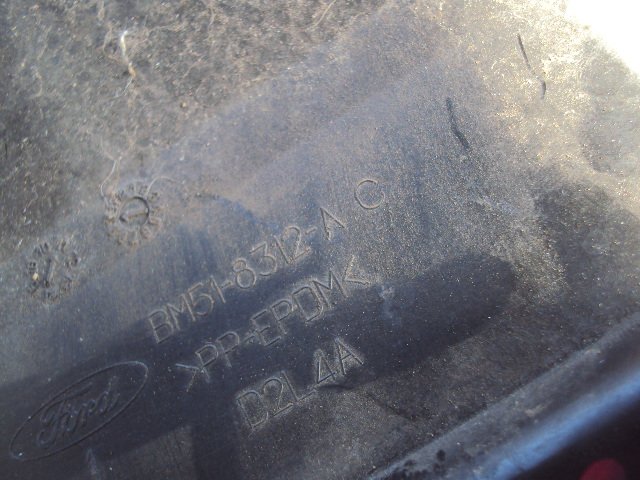 BM51-8312-A C
>PP+EPDM<
D2L4A
Ford